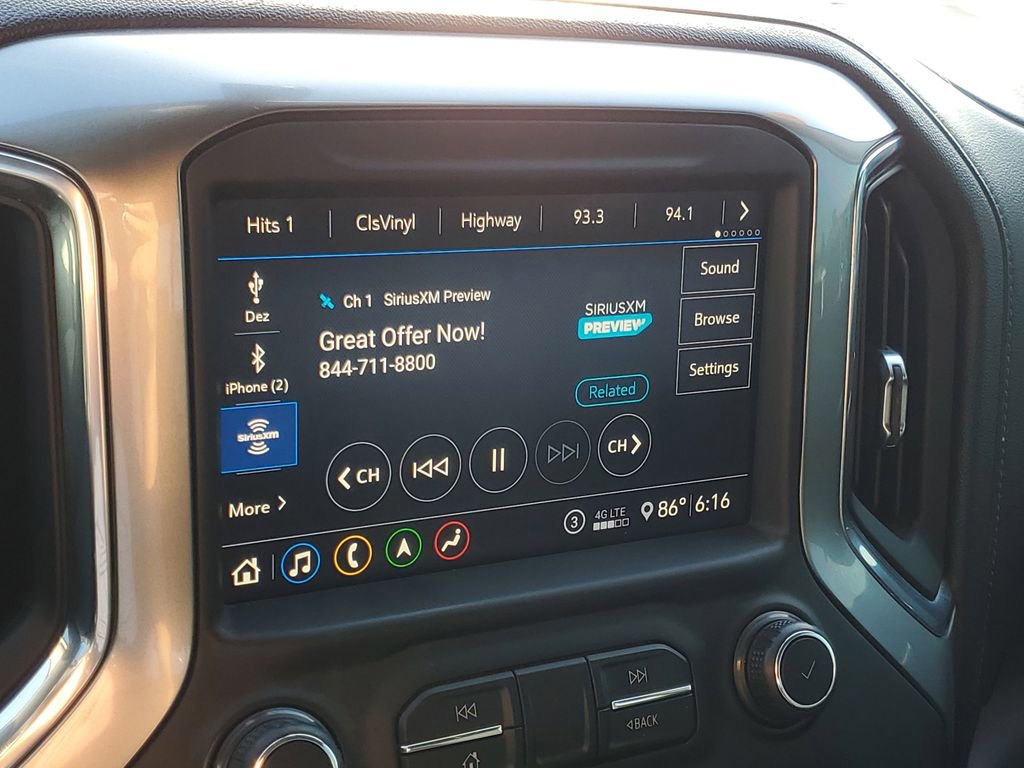 Hits 1
ClsVinyl
Highway
93.3
94.1
Dez
iPhone (2)
SiriusXM
More
Ch 1 SiriusXM Preview
Great Offer Now!
844-711-8800
SIRIUSXM
PREVIEW
Related
Sound
Browse
Settings
CH
CH
3
4G LTE
86°
6:16
BACK